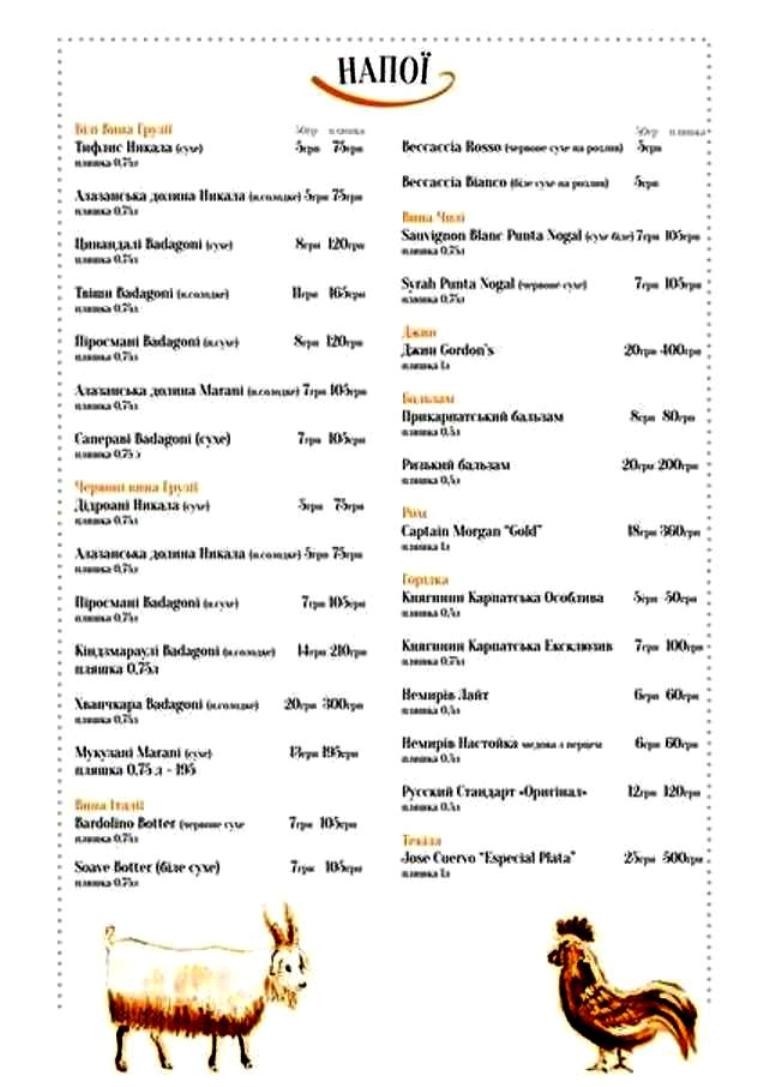 НАПОЇ
Білі Вина Грузії 50гр пляшка
Тифлис Никала (сухе) 5грн 75грн
пляшка 0,75л
Алазанська долина Никала (н.солодке) 5грн 75грн
пляшка 0,75л
Цинандалі Badagoni (сухе) 8грн 120грн
пляшка 0,75л
Твіши Badagoni (н.солодке) 11грн 165грн
пляшка 0,75л
Піросмані Badagoni (н.сухе) 8грн 120грн
пляшка 0,75л
Алазанська долина Marani (н.солодке) 7грн 105грн
пляшка 0,75л
Сапераві Badagoni (сухе) 7грн 105грн
пляшка 0,75 л
Червоні вина Грузії
Дідроані Никала (сухе) 5грн 75грн
пляшка 0,75л
Алазанська долина Никала (н.солодке) 5грн 75грн
пляшка 0,75л
Піросмані Badagoni (н.сухе) 7грн 105грн
пляшка 0,75л
Кіндзмараулі Badagoni (н.солодке) 14грн 210грн
пляшка 0,75л
Хванчкара Badagoni (н.солодке) 20грн 300грн
пляшка 0,75л
Мукузані Marani (сухе) 13грн 195грн
пляшка 0,75 л - 195
Вина Італії
Bardolino Botter (червоне сухе 7грн 105грн
пляшка 0,75л
Soave Botter (біле сухе) 7грн 105грн
пляшка 0,75л
50гр пляшка
Beccaccia Rosso (червоне сухе на розлив) 5грн
Beccaccia Bianco (біле сухе на розлив) 5грн
Вина Чилі
Sauvignon Blanc Punta Nogal (сухе біле) 7грн 105грн
пляшка 0,75л
Syrah Punta Nogal (червоне сухе) 7грн 105грн
пляшка 0,75л
Джин
Джин Gordon's 20грн 400грн
пляшка 1л
Бальзам
Прикарпатський бальзам 8грн 80грн
пляшка 0,5л
Ризький бальзам 20грн 200грн
пляшка 0,5л
Ром
Captain Morgan "Gold" 18грн 360грн
пляшка 1л
Горілка
Княгинин Карпатська Особлива 5грн 50грн
пляшка 0,5л
Княгинин Карпатська Ексклюзив 7грн 100грн
пляшка 0,75л
Немирів Лайт 6грн 60грн
пляшка 0,5л
Немирів Настойка медова з перцем 6грн 60грн
пляшка 0,5л
Русский Стандарт «Оригінал» 12грн 120грн
пляшка 0,5л
Текіла
Jose Cuervo "Especial Plata" 25грн 500грн
пляшка 1л